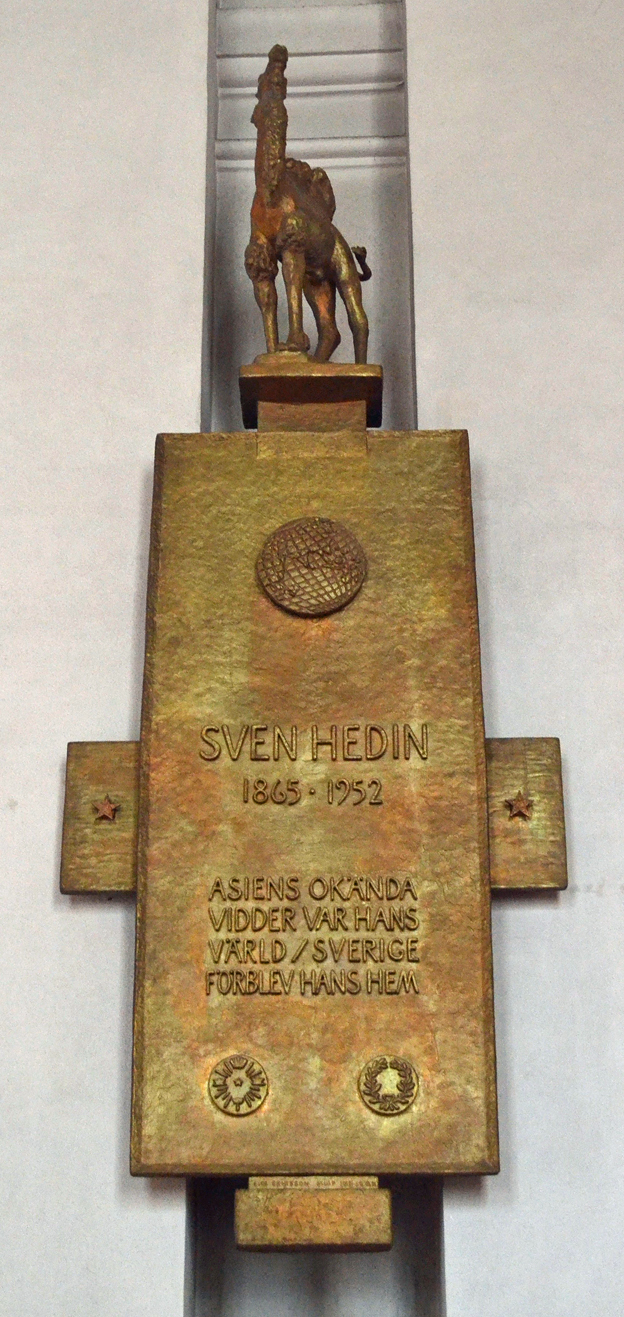 SVEN HEDIN
1865 · 1952
ASIENS OKÄNDA
VIDDER VAR HANS
VÄRLD / SVERIGE
FÖRBLEV HANS HEM